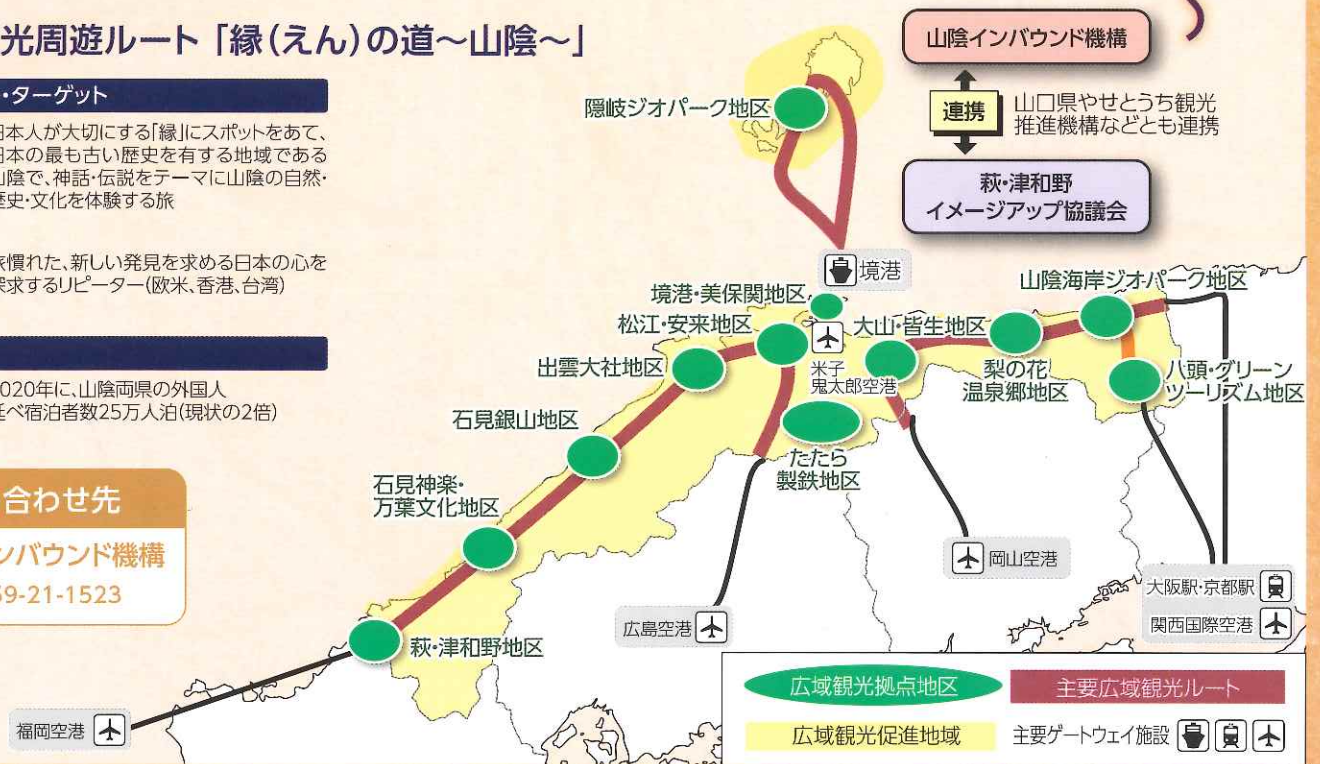 光周遊ルート「縁(えん)の道～山陰～」
・ターゲット
日本人が大切にする「縁」にスポットをあて、
日本の最も古い歴史を有する地域である
山陰で、神話・伝説をテーマに山陰の自然・
歴史・文化を体験する旅
旅慣れた、新しい発見を求める日本の心を
探求するリピーター(欧米、香港、台湾)
2020年に、山陰両県の外国人
延べ宿泊者数25万人泊(現状の2倍)
合わせ先
ンバウンド機構
59-21-1523
山陰インバウンド機構
連携
山口県やせとうち観光
推進機構などとも連携
萩・津和野
イメージアップ協議会
隠岐ジオパーク地区
境港
境港・美保関地区
山陰海岸ジオパーク地区
松江・安来地区
大山・皆生地区
出雲大社地区
米子
鬼太郎空港
梨の花
温泉郷地区
八頭・グリーン
ツーリズム地区
石見銀山地区
たたら
製鉄地区
石見神楽・
万葉文化地区
岡山空港
大阪駅・京都駅
関西国際空港
広島空港
萩・津和野地区
福岡空港
広域観光拠点地区
主要広域観光ルート
広域観光促進地域
主要ゲートウェイ施設